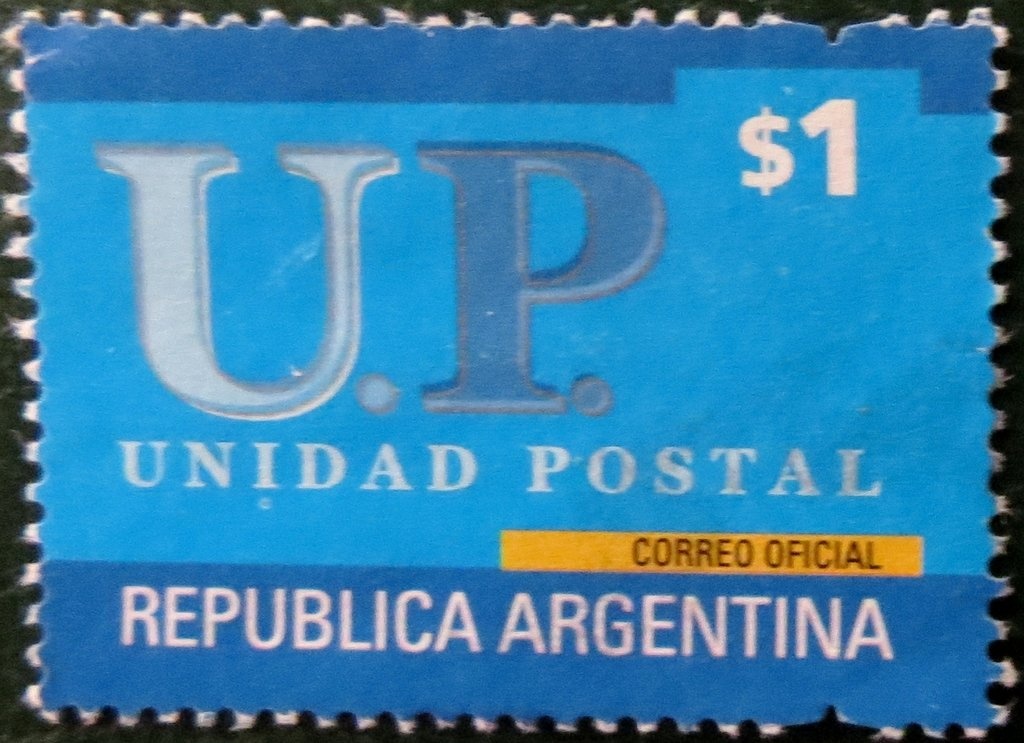 $1
U.P.
UNIDAD POSTAL
CORREO OFICIAL
REPUBLICA ARGENTINA